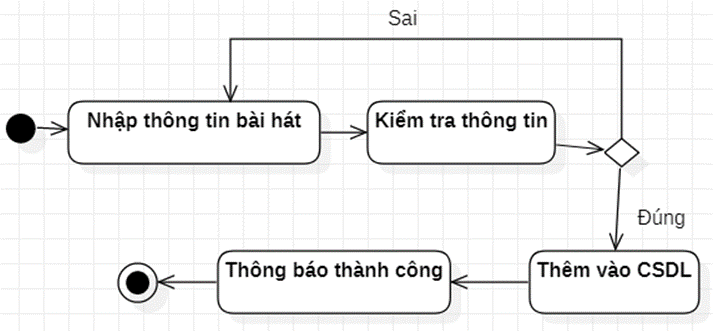 Sai
Nhập thông tin bài hát
Kiểm tra thông tin
Đúng
Thông báo thành công
Thêm vào CSDL